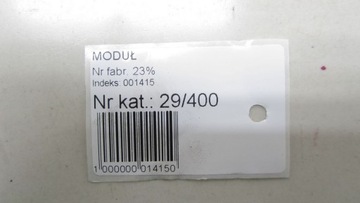 MODUŁ
Nr fabr. 23%
Indeks: 001415
Nr kat.: 29/400
1 000000 014150